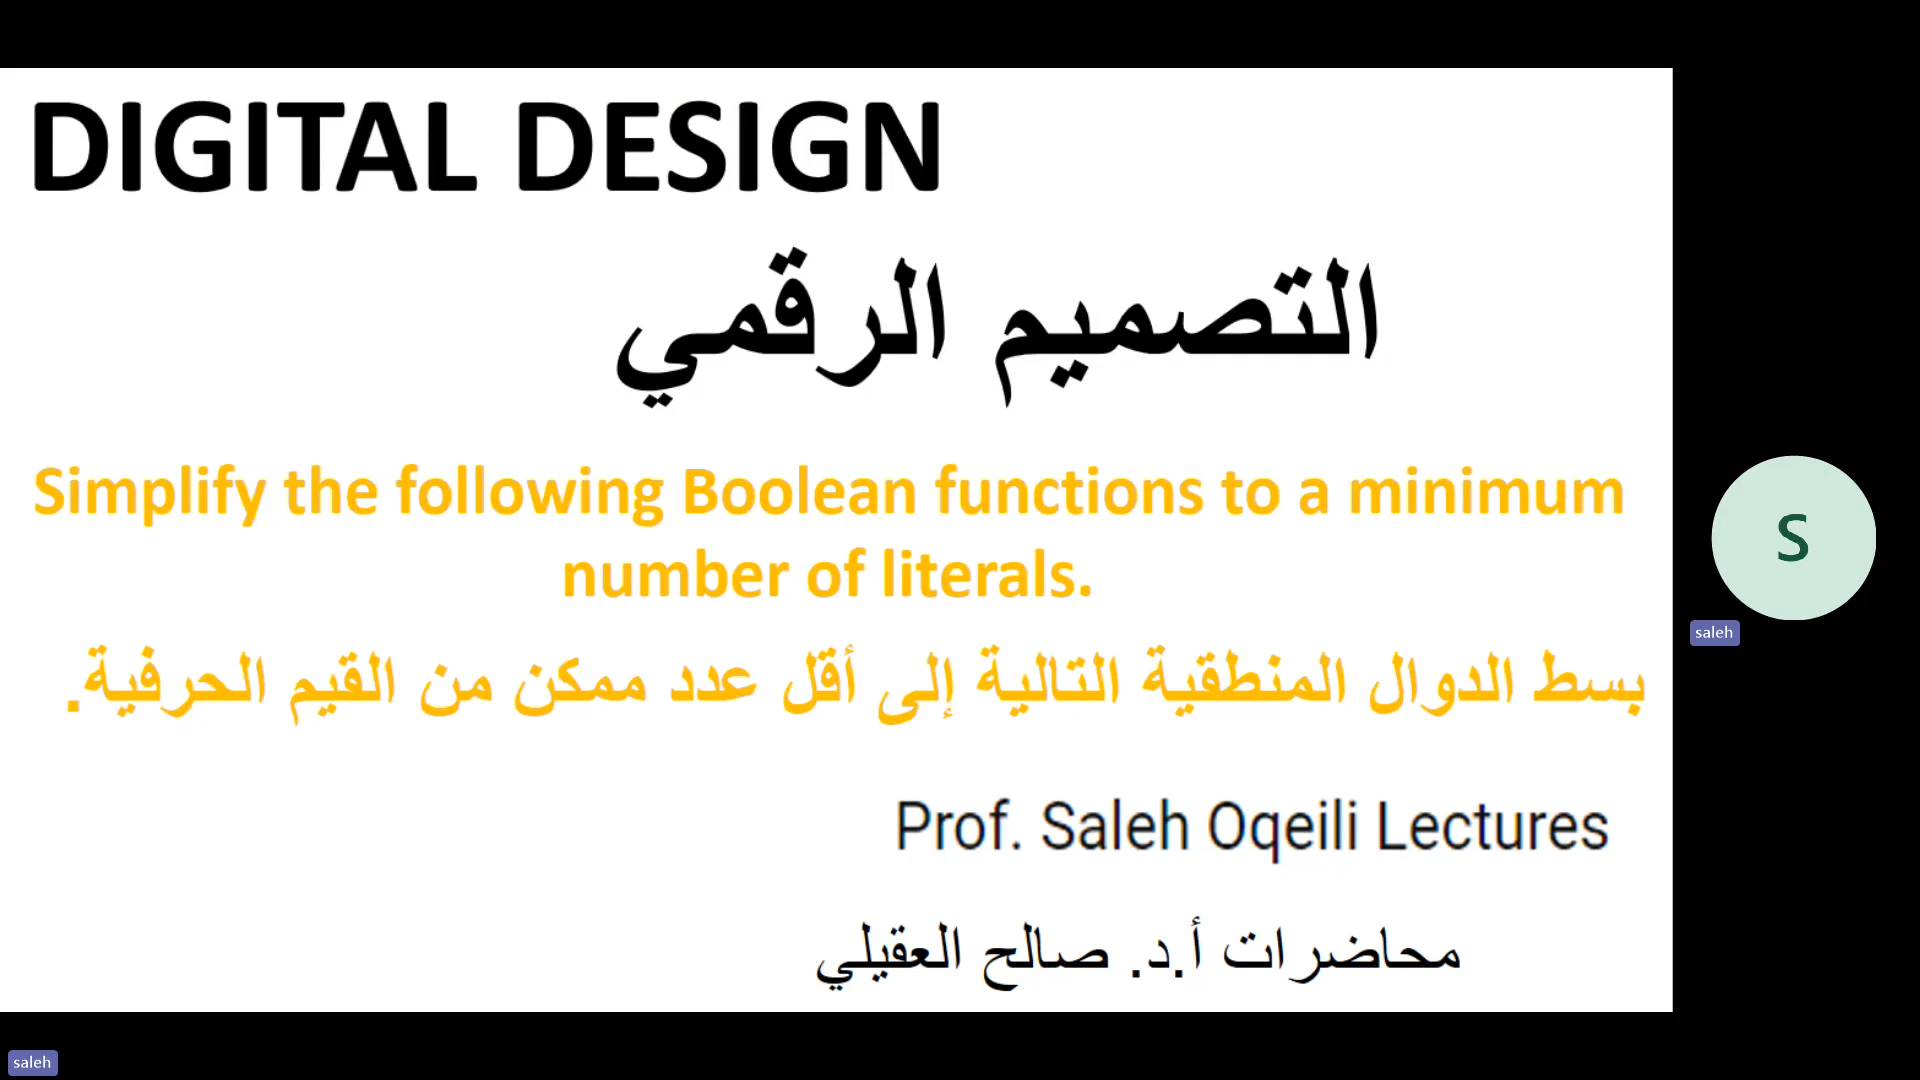 DIGITAL DESIGN
التصميم الرقمي
Simplify the following Boolean functions to a minimum
number of literals.
بسط الدوال المنطقية التالية إلى أقل عدد ممكن من القيم الحرفية.
S
saleh
Prof. Saleh Oqeili Lectures
محاضرات أ.د. صالح العقيلي
saleh